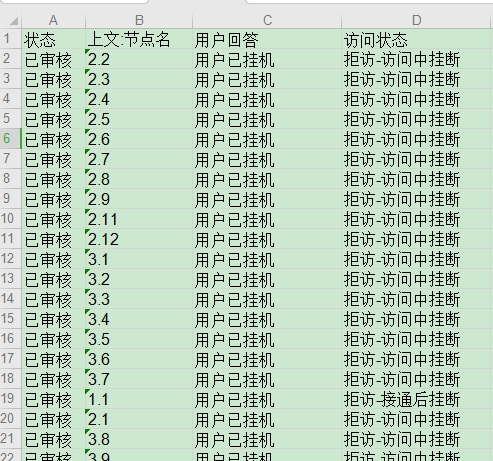 A B C D
1 状态 上文:节点名 用户回答 访问状态
2 已审核 2.2 用户已挂机 拒访-访问中挂断
3 已审核 2.3 用户已挂机 拒访-访问中挂断
4 已审核 2.4 用户已挂机 拒访-访问中挂断
5 已审核 2.5 用户已挂机 拒访-访问中挂断
6 已审核 2.6 用户已挂机 拒访-访问中挂断
7 已审核 2.7 用户已挂机 拒访-访问中挂断
8 已审核 2.8 用户已挂机 拒访-访问中挂断
9 已审核 2.9 用户已挂机 拒访-访问中挂断
10 已审核 2.11 用户已挂机 拒访-访问中挂断
11 已审核 2.12 用户已挂机 拒访-访问中挂断
12 已审核 3.1 用户已挂机 拒访-访问中挂断
13 已审核 3.2 用户已挂机 拒访-访问中挂断
14 已审核 3.3 用户已挂机 拒访-访问中挂断
15 已审核 3.4 用户已挂机 拒访-访问中挂断
16 已审核 3.5 用户已挂机 拒访-访问中挂断
17 已审核 3.6 用户已挂机 拒访-访问中挂断
18 已审核 3.7 用户已挂机 拒访-访问中挂断
19 已审核 1.1 用户已挂机 拒访-接通后挂断
20 已审核 2.1 用户已挂机 拒访-访问中挂断
21 已审核 3.8 用户已挂机 拒访-访问中挂断
22 已审核 3.9 用户已挂机 拒访-访问中挂断